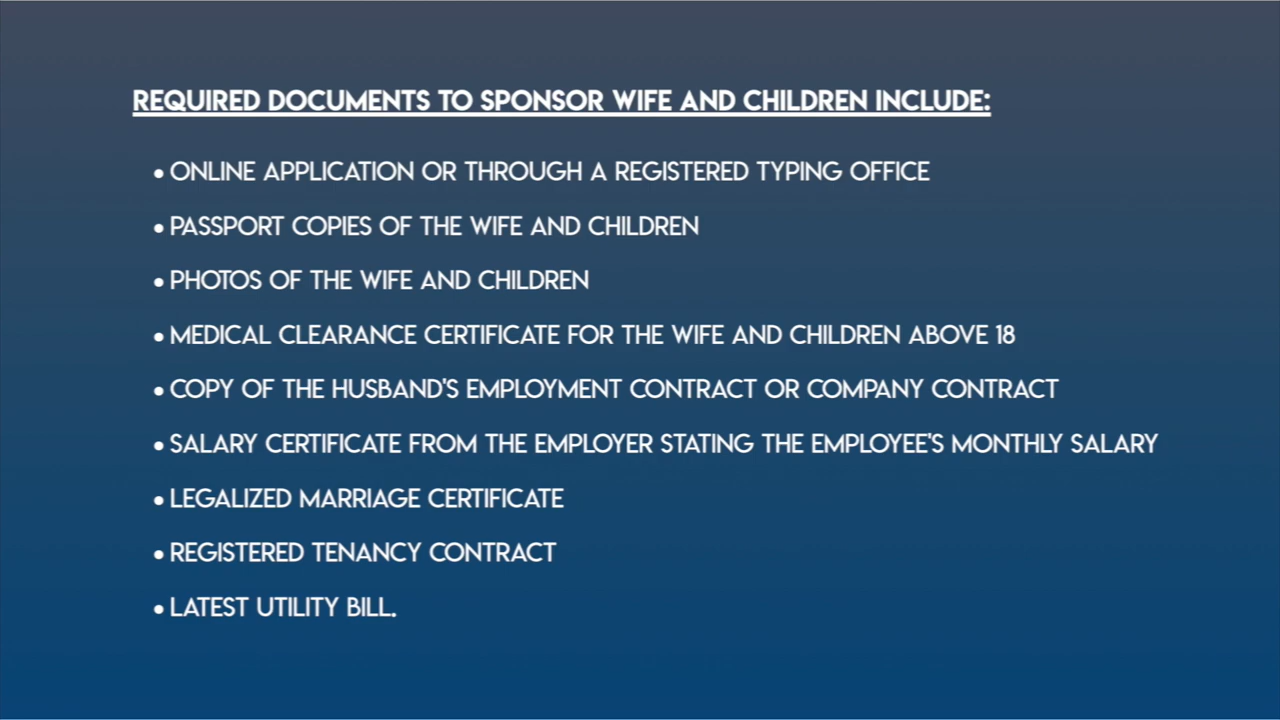 REQUIRED DOCUMENTS TO SPONSOR WIFE AND CHILDREN INCLUDE:
• ONLINE APPLICATION OR THROUGH A REGISTERED TYPING OFFICE
• PASSPORT COPIES OF THE WIFE AND CHILDREN
• PHOTOS OF THE WIFE AND CHILDREN
• MEDICAL CLEARANCE CERTIFICATE FOR THE WIFE AND CHILDREN ABOVE 18
• COPY OF THE HUSBAND'S EMPLOYMENT CONTRACT OR COMPANY CONTRACT
• SALARY CERTIFICATE FROM THE EMPLOYER STATING THE EMPLOYEE'S MONTHLY SALARY
• LEGALIZED MARRIAGE CERTIFICATE
• REGISTERED TENANCY CONTRACT
• LATEST UTILITY BILL.